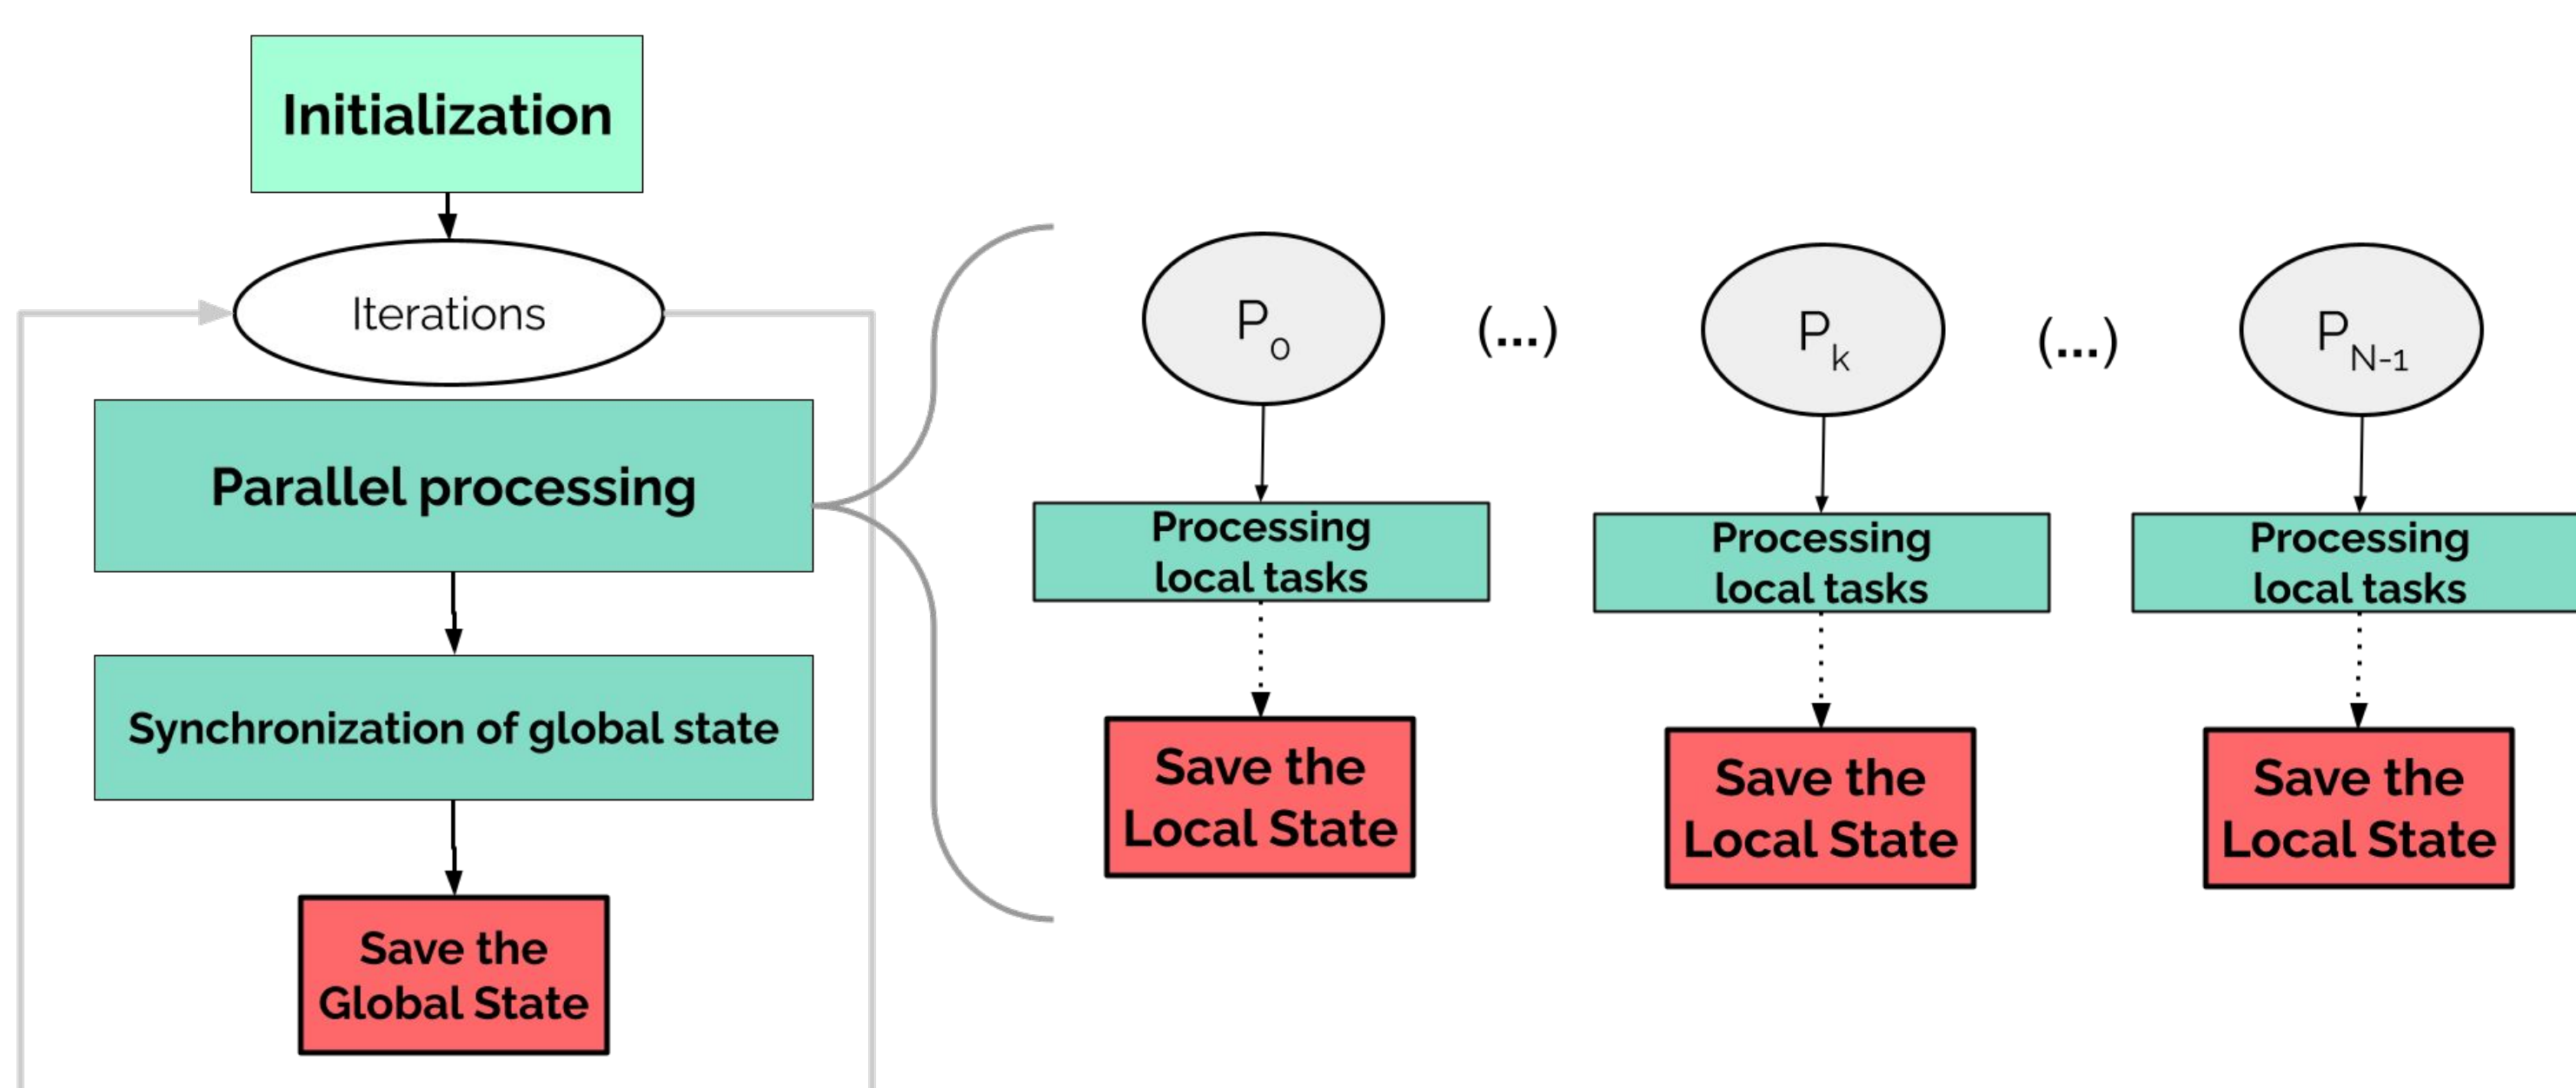 Initialization
Iterations
Parallel processing
Synchronization of global state
Save the
Global State
P0
(...)
Pk
(...)
PN-1
Processing
local tasks
Processing
local tasks
Processing
local tasks
Save the
Local State
Save the
Local State
Save the
Local State